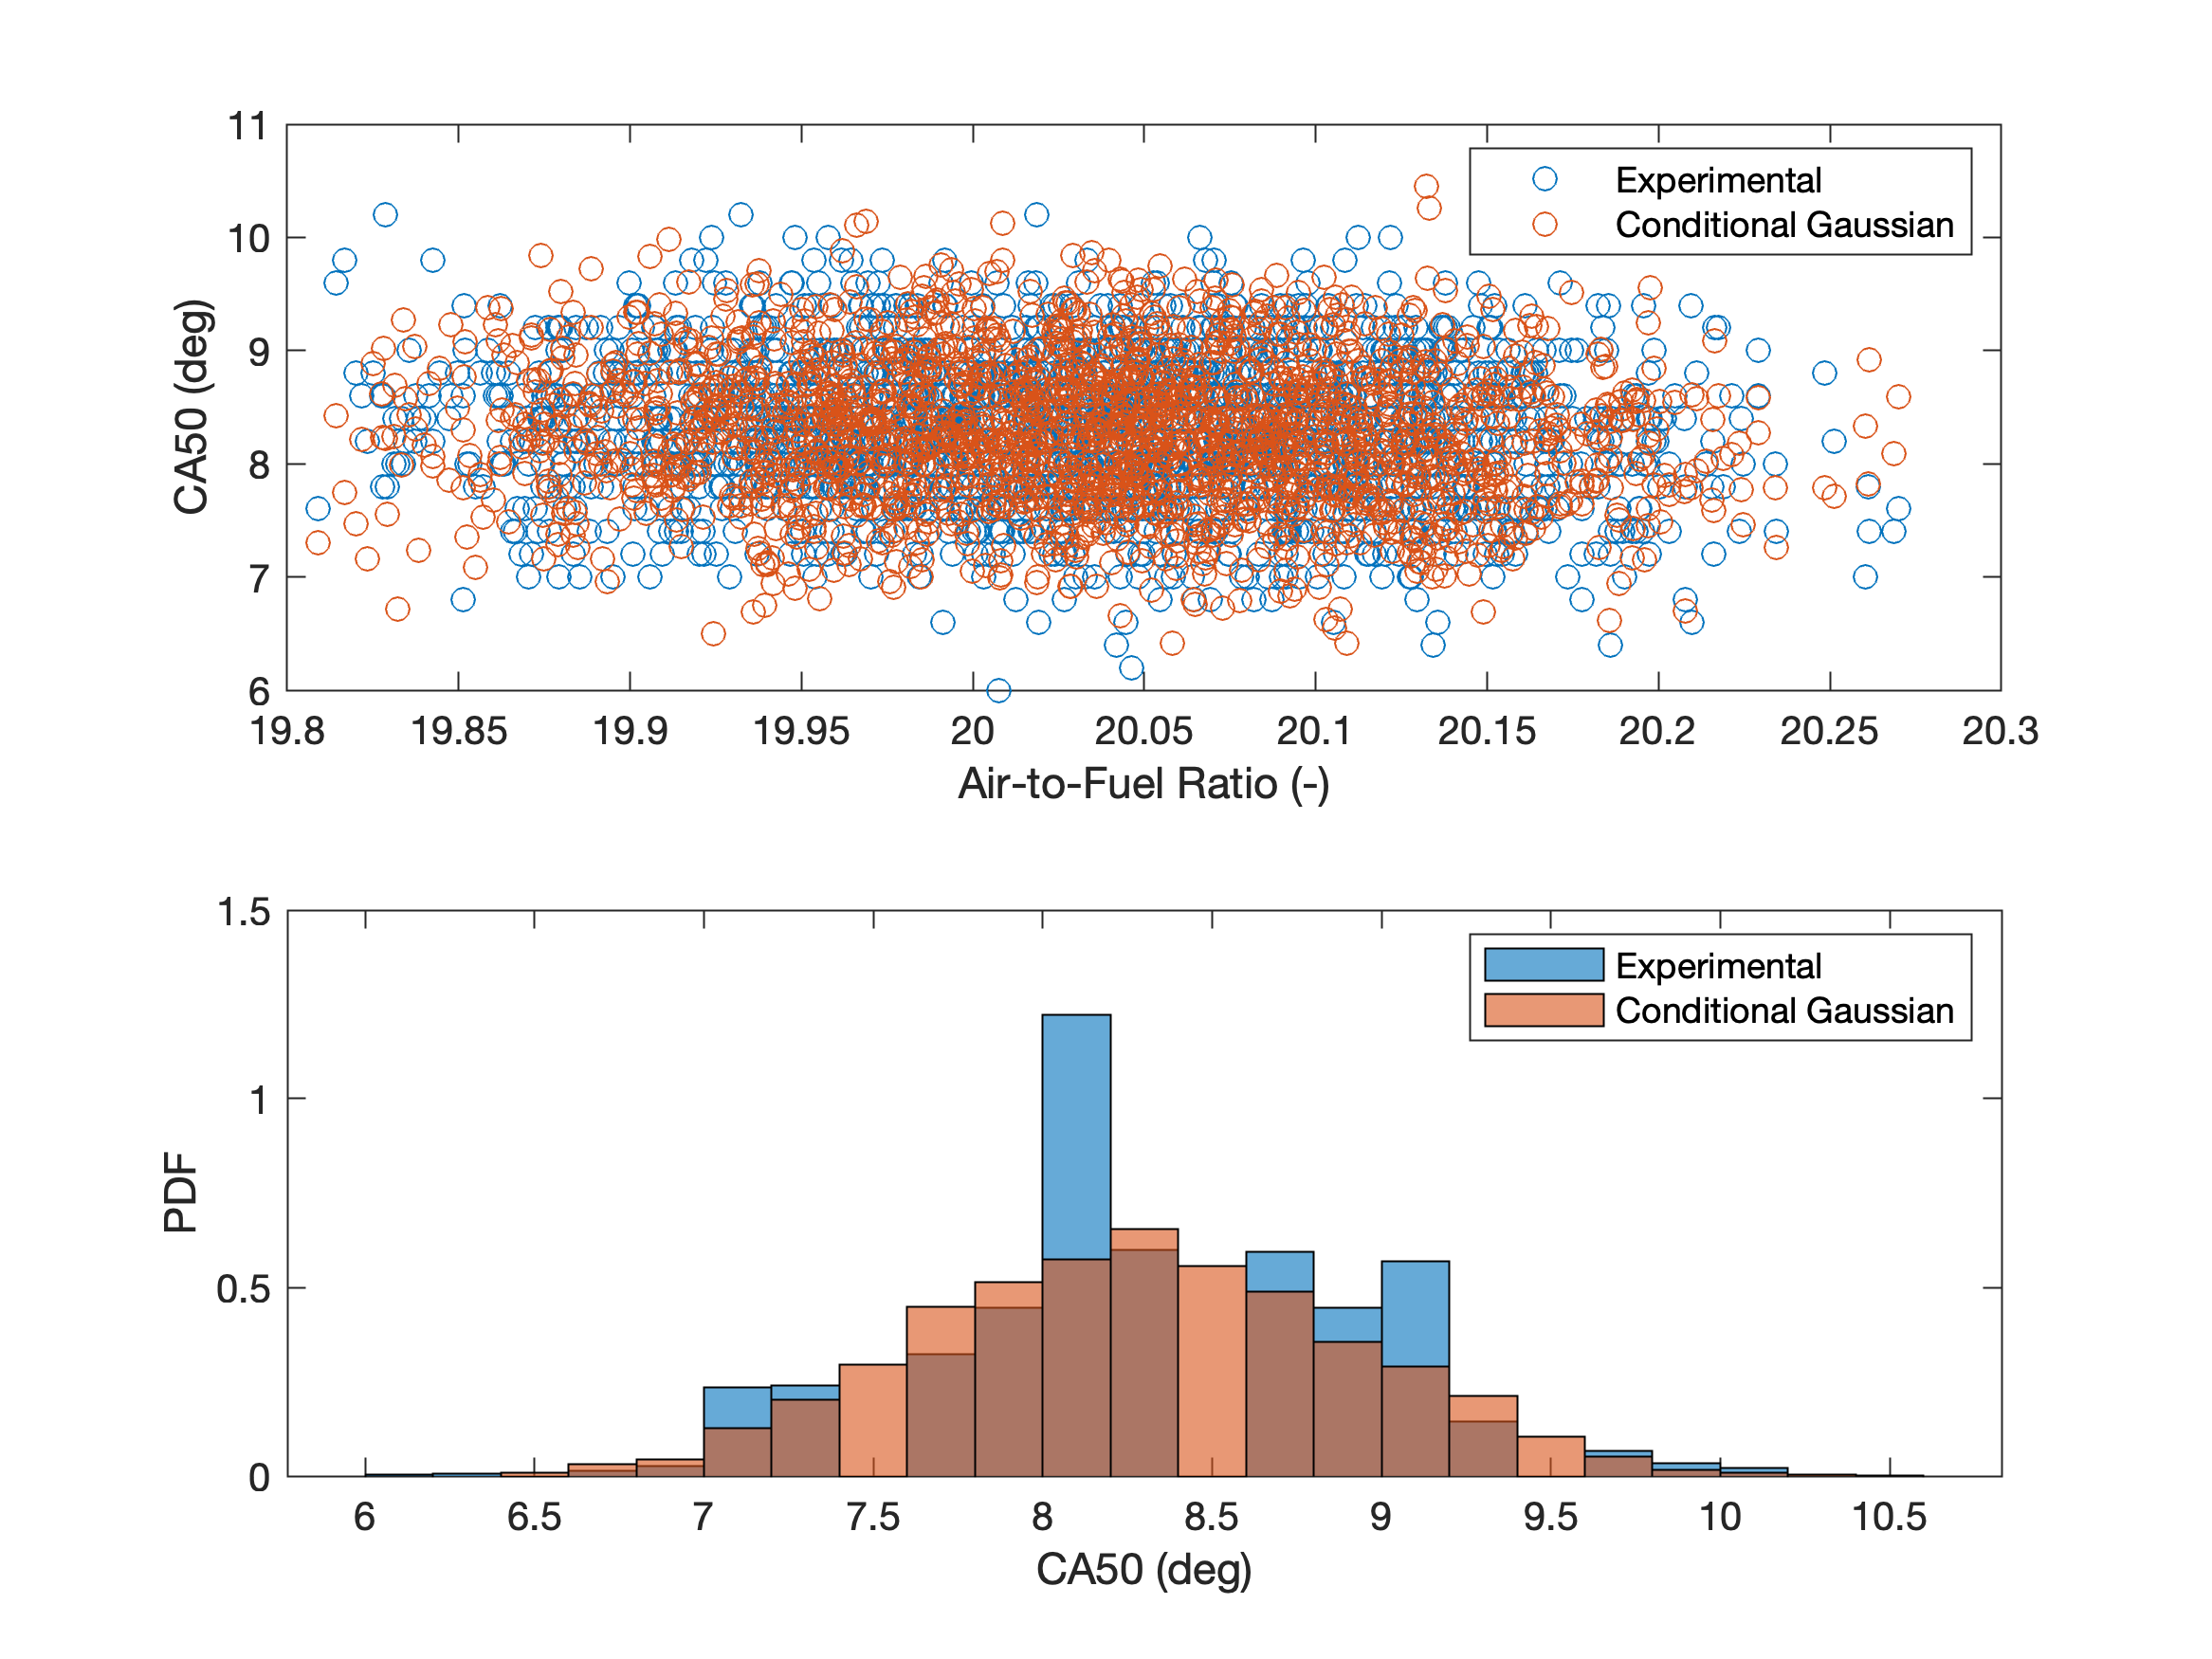 11
10
9
8
7
6
CA50 (deg)
Experimental
Conditional Gaussian
19.8 19.85 19.9 19.95 20 20.05 20.1 20.15 20.2 20.25 20.3
Air-to-Fuel Ratio (-)
1.5
1
0.5
0
PDF
Experimental
Conditional Gaussian
6 6.5 7 7.5 8 8.5 9 9.5 10 10.5
CA50 (deg)